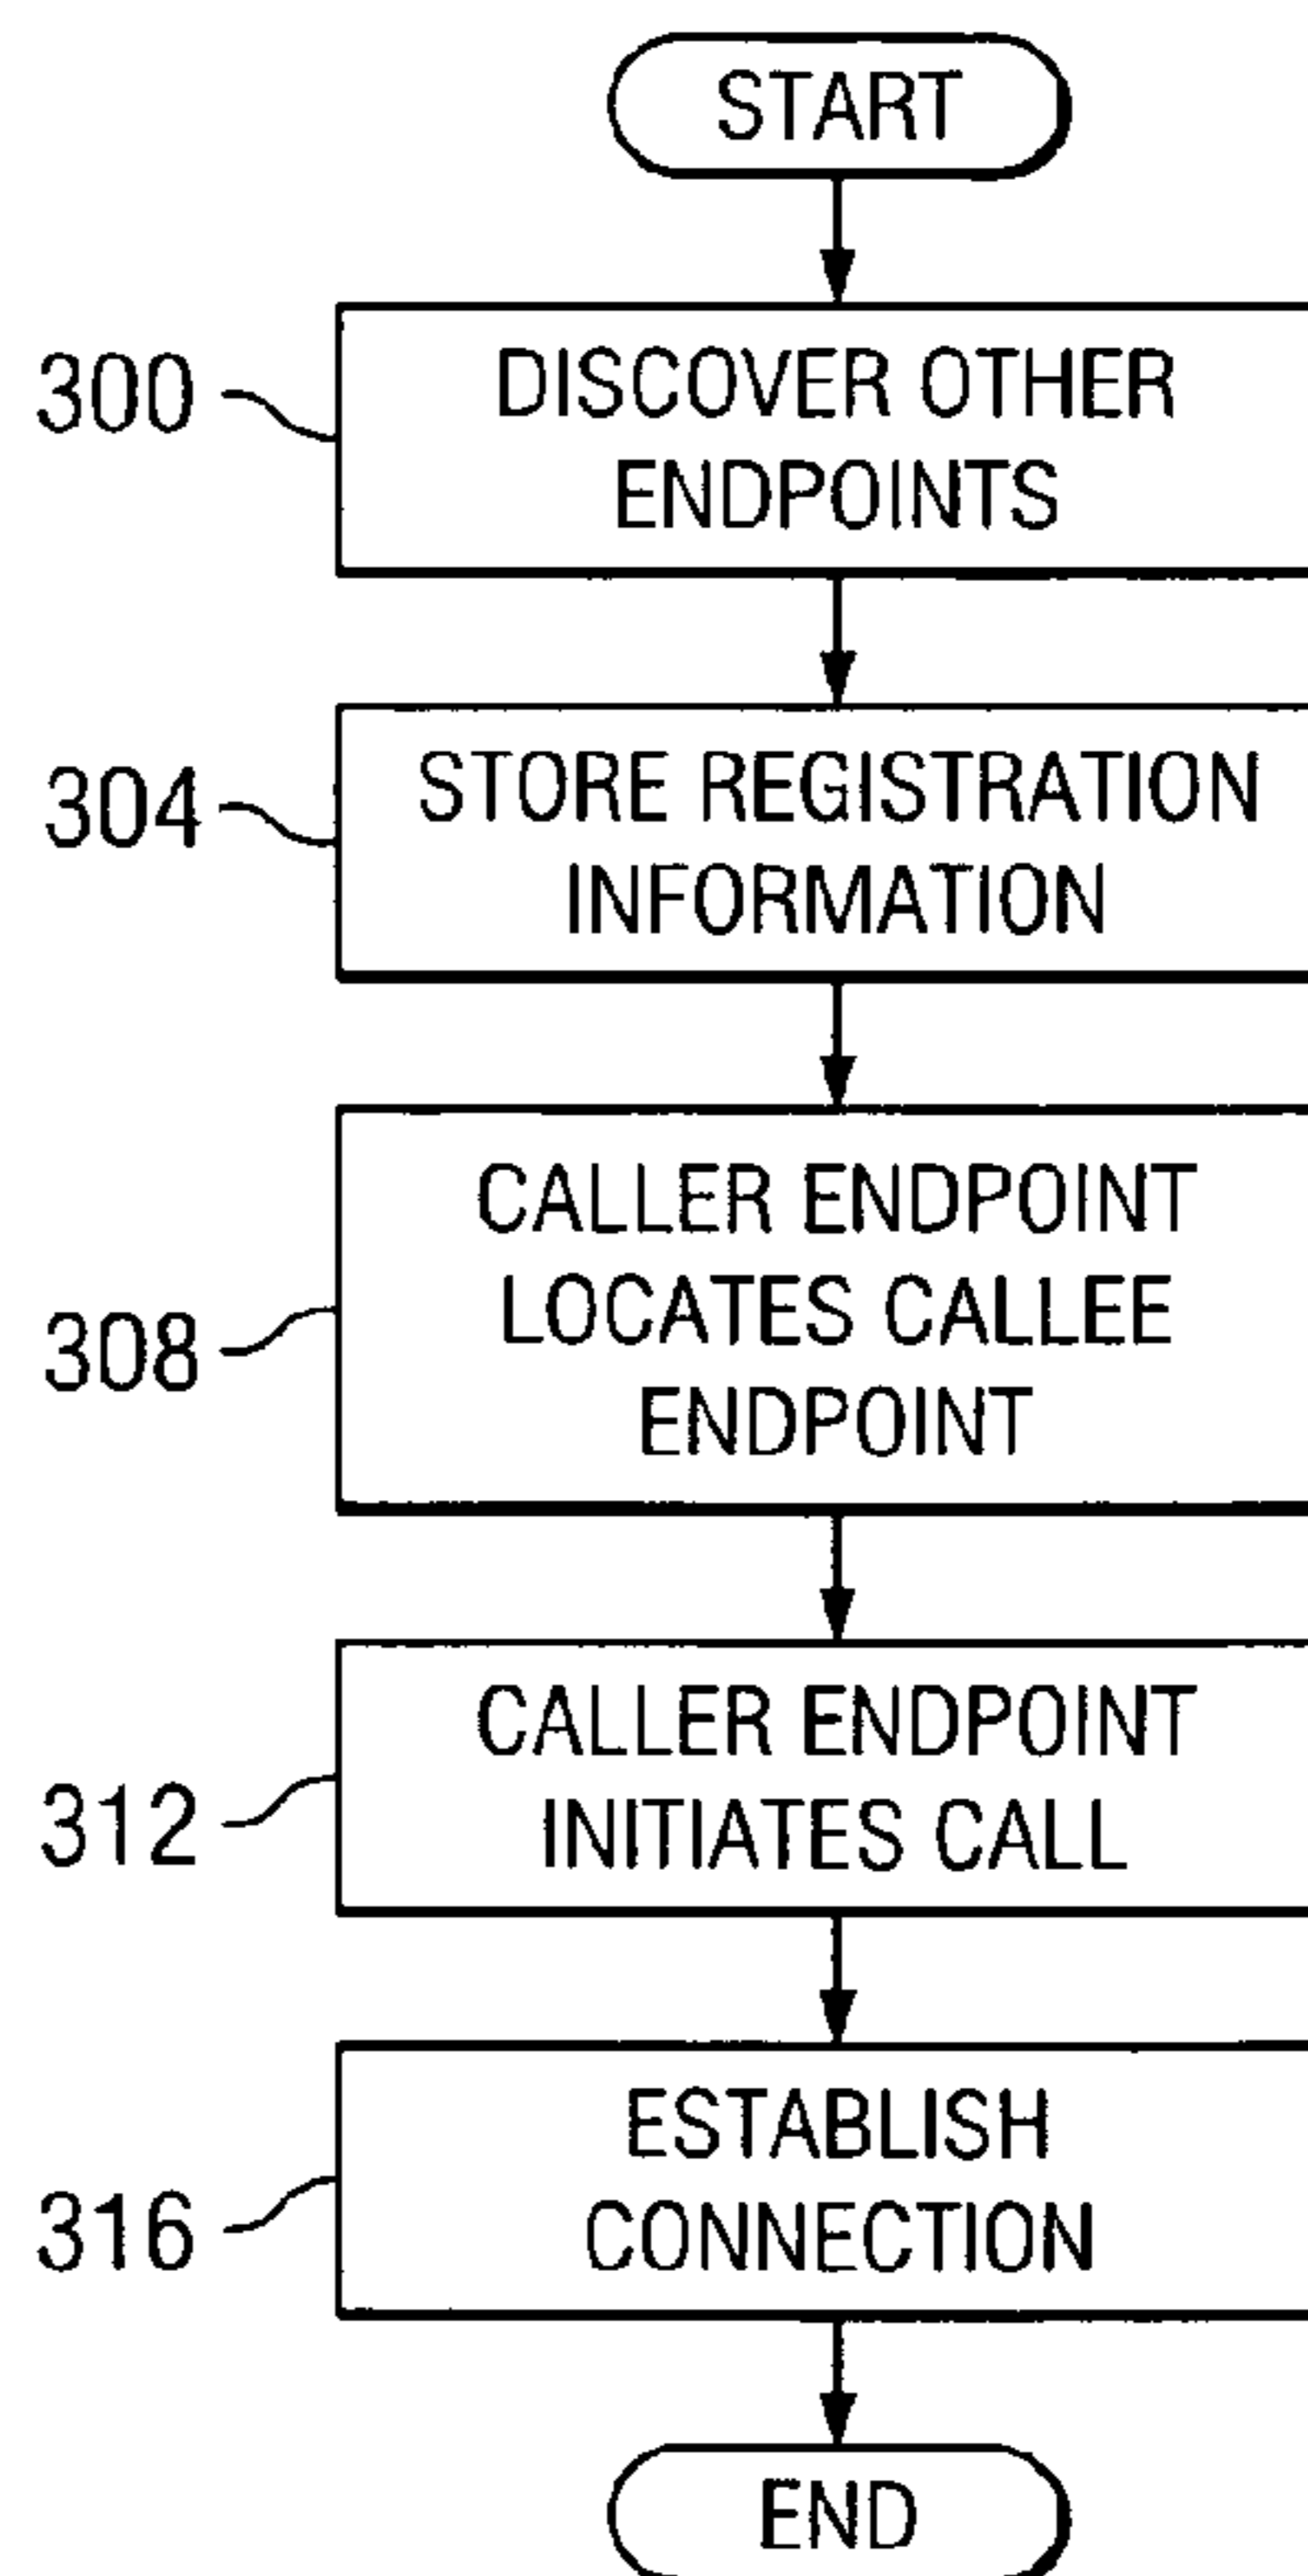 START
300
DISCOVER OTHER
ENDPOINTS
304
STORE REGISTRATION
INFORMATION
308
CALLER ENDPOINT
LOCATES CALLEE
ENDPOINT
312
CALLER ENDPOINT
INITIATES CALL
316
ESTABLISH
CONNECTION
END